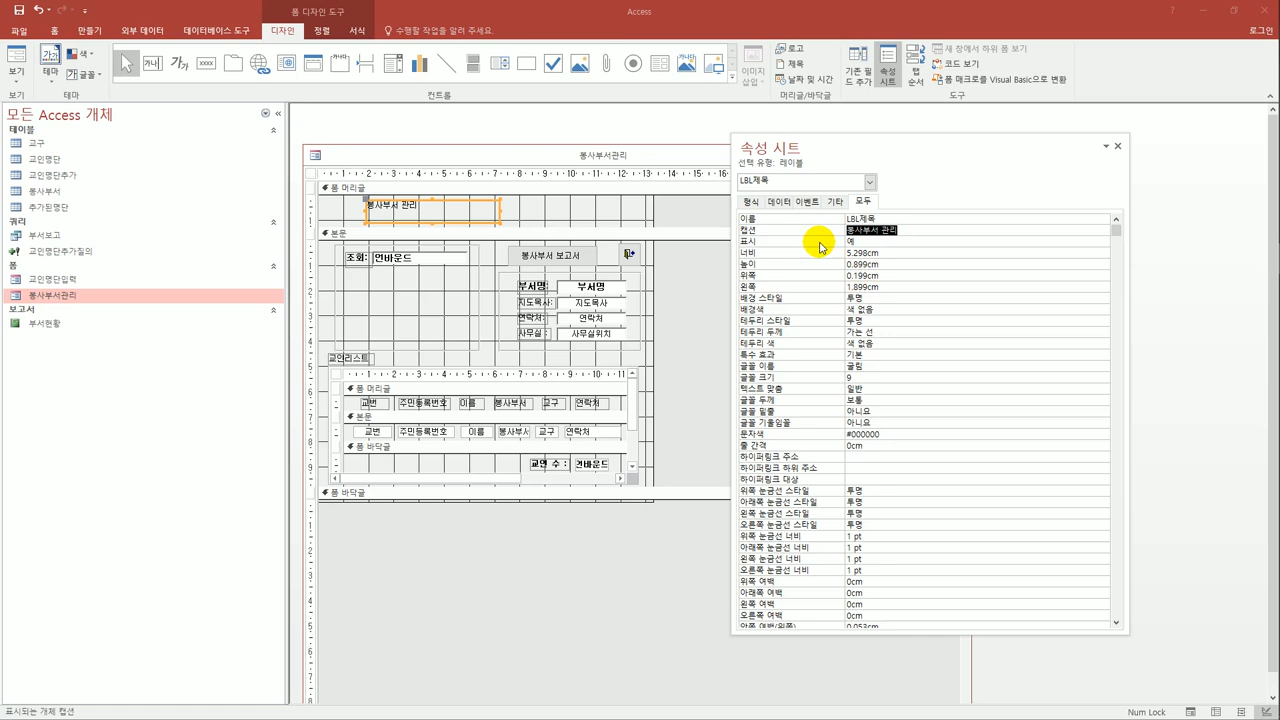 폼 디자인 도구
Access
파일 홈 만들기 외부 데이터 데이터베이스 도구 디자인 정렬 서식 수행할 작업을 알려 주세요. 로그인
보기
테마
색
글꼴
테마
컨트롤
이미지 삽입
로고
제목
날짜 및 시간
머리글/바닥글
기존 필드 추가
속성 시트
탭 순서
새 창에서 하위 폼 보기
코드 보기
폼 매크로를 Visual Basic으로 변환
도구
모든 Access 개체
테이블
교구
교인명단
교인명단추가
봉사부서
추가된명단
쿼리
부서보고
교인명단추가질의
폼
교인명단입력
봉사부서관리
보고서
부서현황
봉사부서관리
폼 머리글
봉사부서 관리
본문
조회: 언바운드
봉사부서 보고서
부서명: 부서명
지도목사: 지도목사
연락처: 연락처
사무실: 사무실위치
교인리스트
폼 머리글
교번 주민등록번호 이름 봉사부서 교구 연락처
본문
교번 주민등록번호 이름 봉사부서 교구 연락처
폼 바닥글
교인 수 : 언바운드
폼 바닥글
속성 시트
선택 유형: 레이블
LBL제목
형식 데이터 이벤트 기타 모두
이름 LBL제목
캡션 봉사부서 관리
표시 예
너비 5.298cm
높이 0.899cm
위쪽 0.199cm
왼쪽 1.899cm
배경 스타일 투명
배경색 색 없음
테두리 스타일 투명
테두리 두께 가는 선
테두리 색 색 없음
특수 효과 기본
글꼴 이름 굴림
글꼴 크기 9
텍스트 맞춤 일반
글꼴 두께 보통
글꼴 밑줄 아니요
글꼴 기울임꼴 아니요
문자색 #000000
줄 간격 0cm
하이퍼링크 주소
하이퍼링크 하위 주소
하이퍼링크 대상
위쪽 눈금선 스타일 투명
아래쪽 눈금선 스타일 투명
왼쪽 눈금선 스타일 투명
오른쪽 눈금선 스타일 투명
위쪽 눈금선 너비 1 pt
아래쪽 눈금선 너비 1 pt
왼쪽 눈금선 너비 1 pt
오른쪽 눈금선 너비 1 pt
위쪽 여백 0cm
아래쪽 여백 0cm
왼쪽 여백 0cm
오른쪽 여백 0cm
안쪽 여백(위쪽) 0.053cm
표시되는 개체 캡션
Num Lock